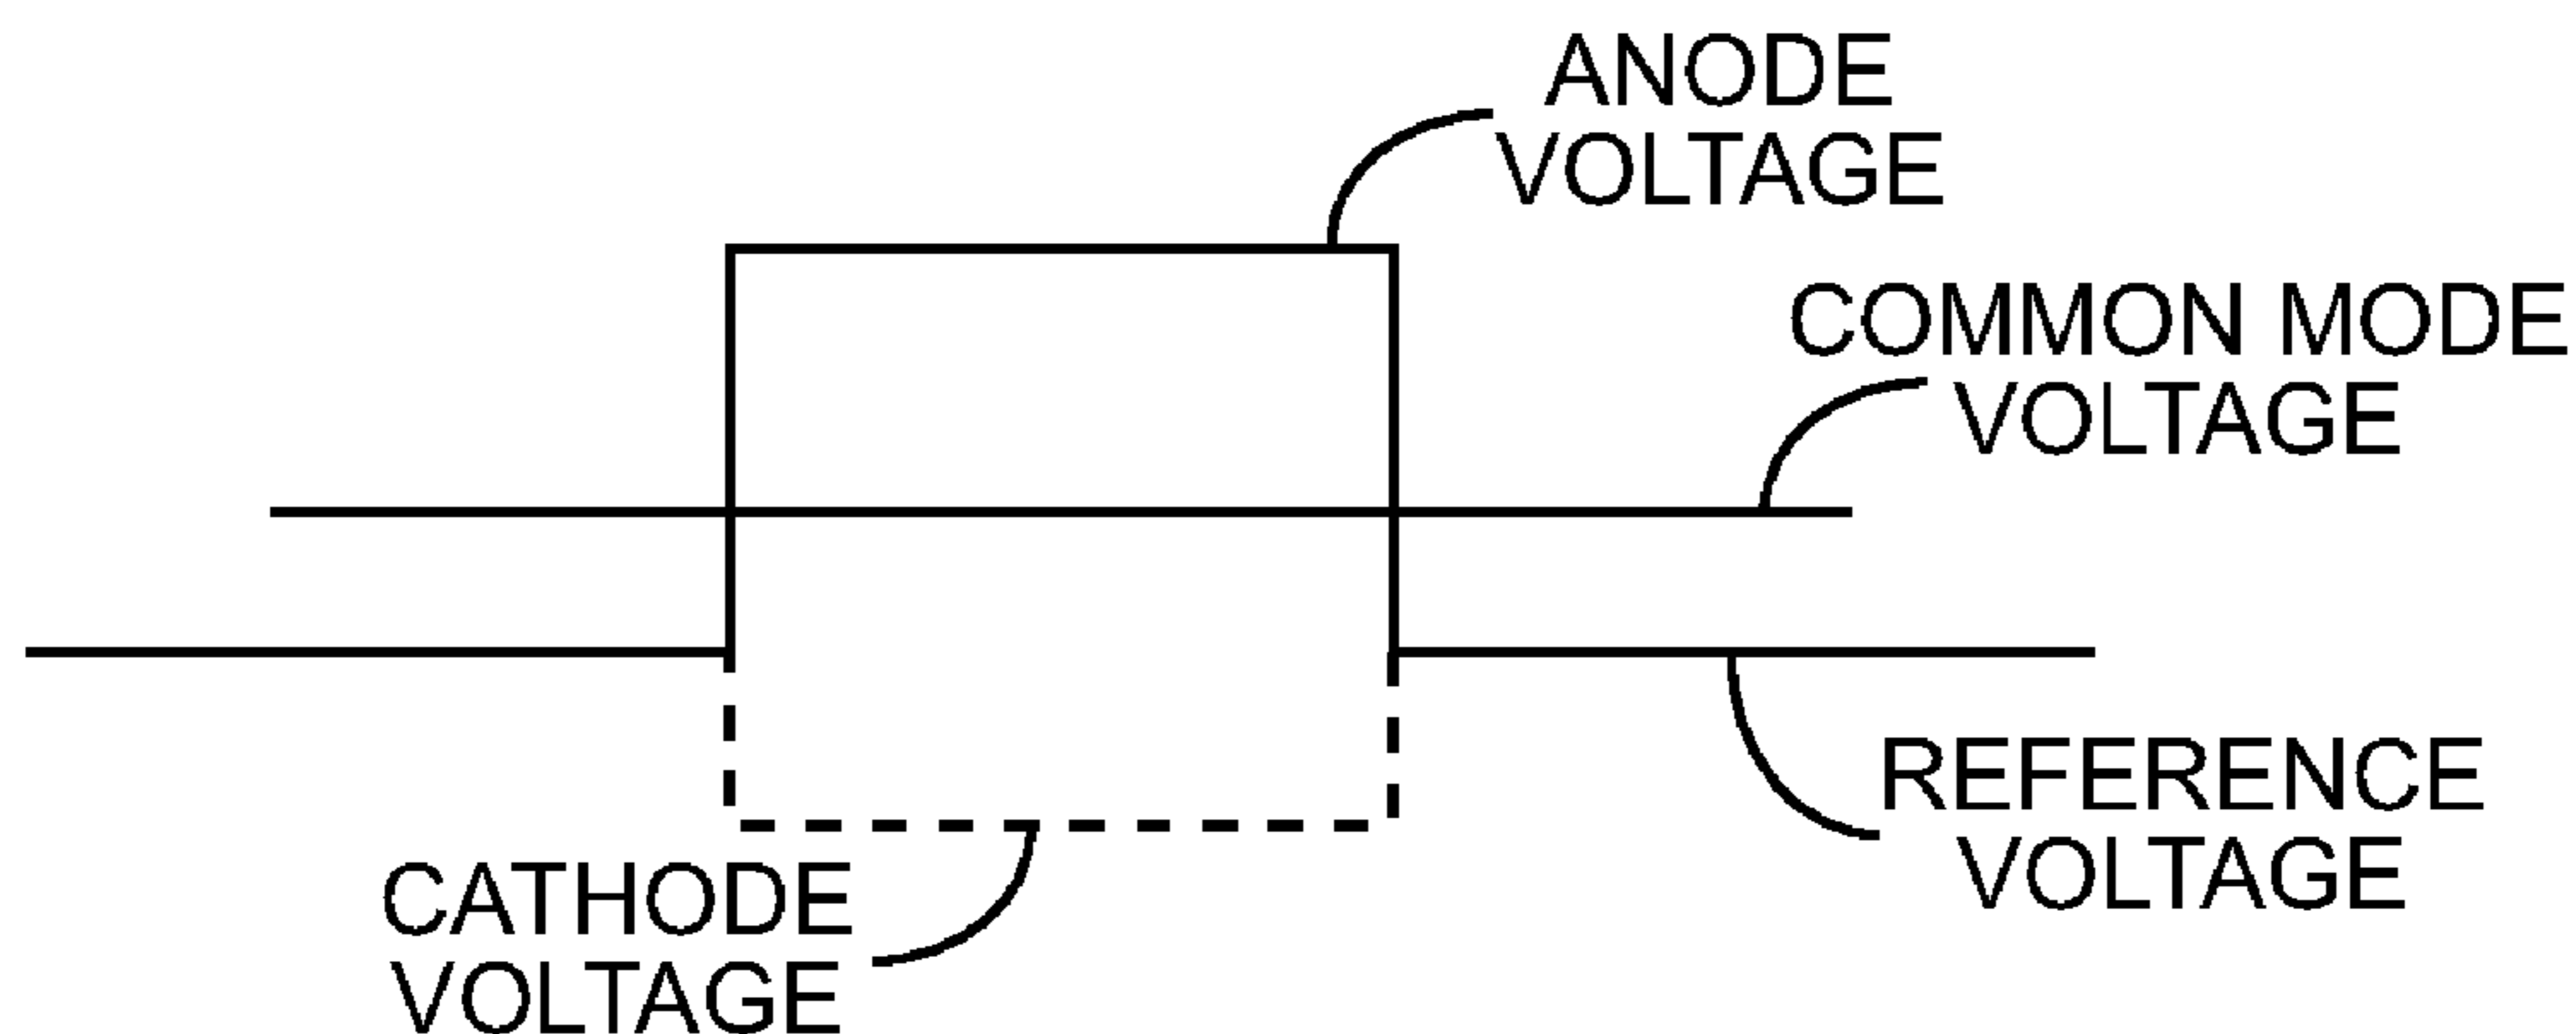 ANODE
VOLTAGE
COMMON MODE
VOLTAGE
REFERENCE
VOLTAGE
CATHODE
VOLTAGE